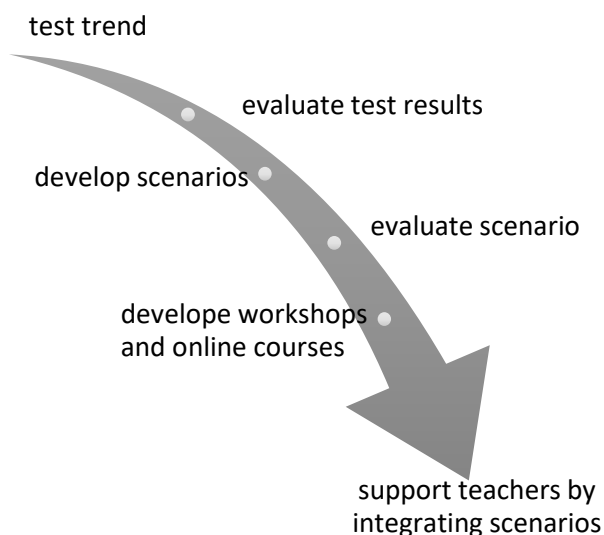 test trend
evaluate test results
develop scenarios
evaluate scenario
develope workshops
and online courses
support teachers by
integrating scenarios